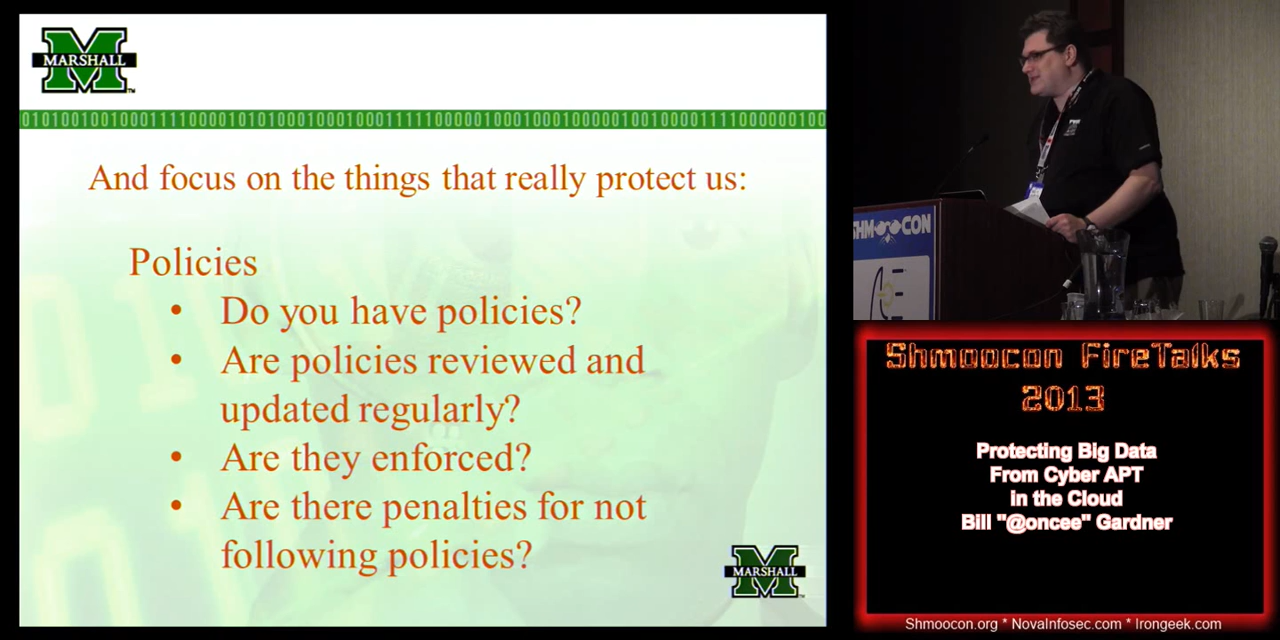 MARSHALL
010100100100011110000101010001000100011111000001000100010000010010000111100000100
And focus on the things that really protect us:
Policies
• Do you have policies?
• Are policies reviewed and
updated regularly?
• Are they enforced?
• Are there penalties for not
following policies?
MARSHALL
SHMOOCON
Shmoocon FireTalks
2013
Protecting Big Data
From Cyber APT
in the Cloud
Bill "@oncee" Gardner
Shmoocon.org * NovaInfosec.com * Irongeek.com